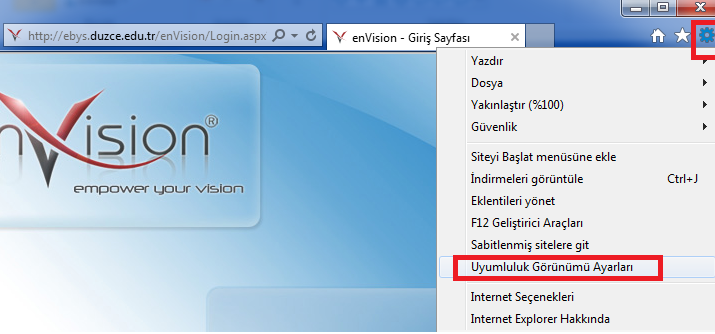 http://ebys.duzce.edu.tr/enVision/Login.aspx
enVision - Giriş Sayfası
Yazdır
Dosya
Yakınlaştır (%100)
Güvenlik
Siteyi Başlat menüsüne ekle
İndirmeleri görüntüle Ctrl+J
Eklentileri yönet
F12 Geliştirici Araçları
Sabitlenmiş sitelere git
Uyumluluk Görünümü Ayarları
Internet Seçenekleri
Internet Explorer Hakkında
nVision®
empower your vision